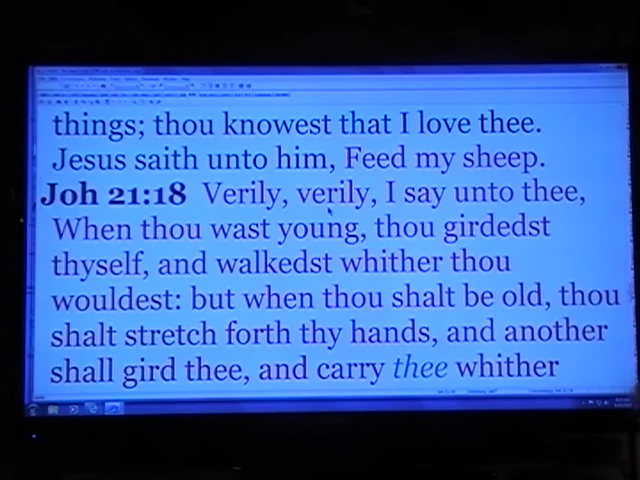 things; thou knowest that I love thee.
Jesus saith unto him, Feed my sheep.
Joh 21:18 Verily, verily, I say unto thee,
When thou wast young, thou girdedst
thyself, and walkedst whither thou
wouldest: but when thou shalt be old, thou
shalt stretch forth thy hands, and another
shall gird thee, and carry thee whither